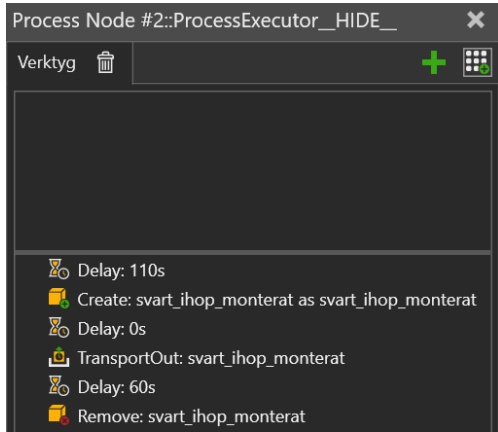 Process Node #2::ProcessExecutor__HIDE__
Verktyg
Delay: 110s
Create: svart_ihop_monterat as svart_ihop_monterat
Delay: 0s
TransportOut: svart_ihop_monterat
Delay: 60s
Remove: svart_ihop_monterat